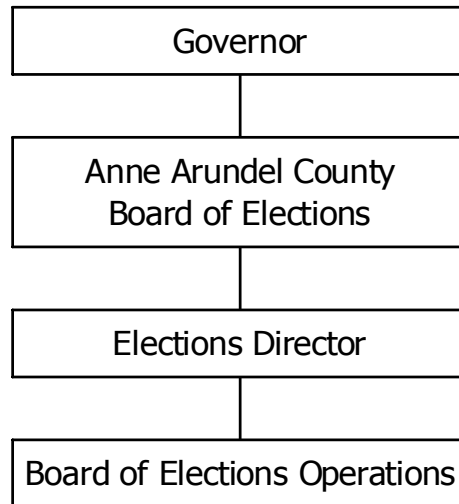 Governor
Anne Arundel County
Board of Elections
Elections Director
Board of Elections Operations